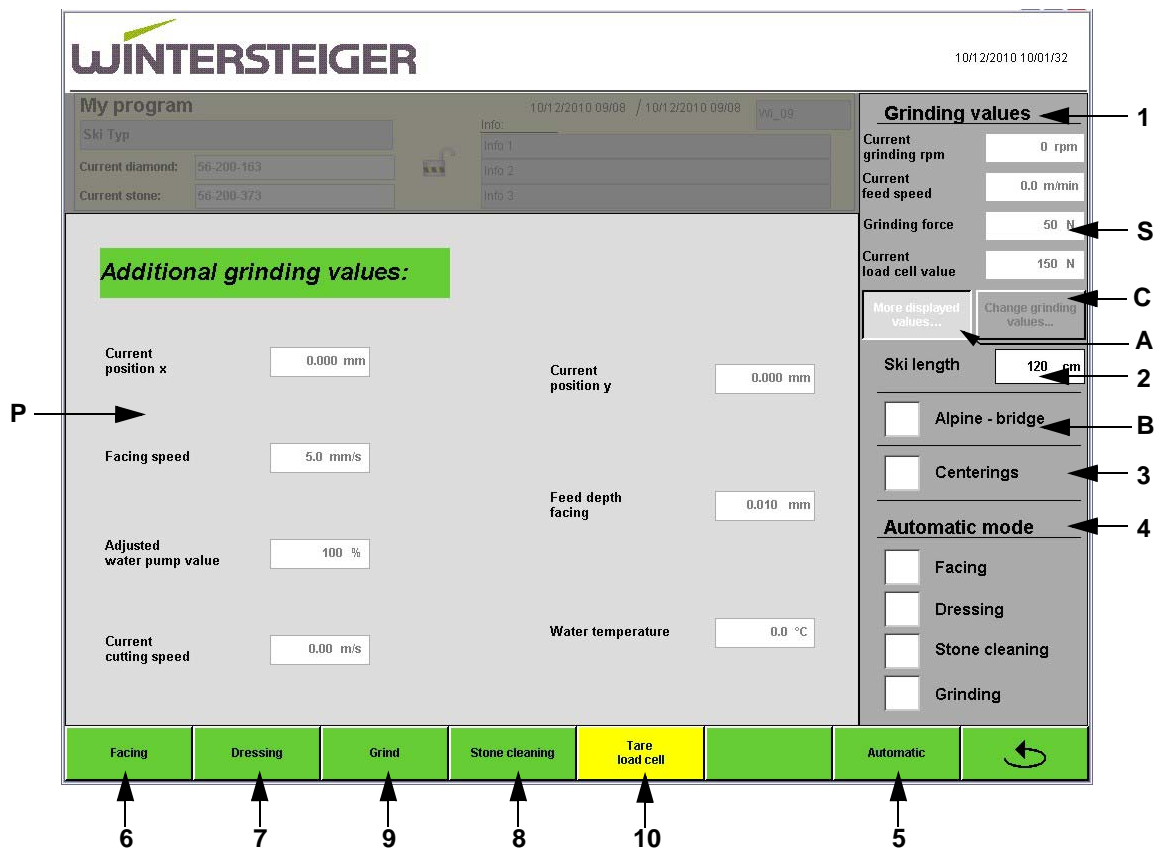 WINTERSTEIGER
10/12/2010 10/01/32
My program
10/12/2010 09/08 / 10/12/2010 09/08
WI_09
Ski Typ
Info:
Info 1
Current diamond: 56-200-163
Info 2
Current stone: 56-200-373
Info 3
Grinding values
1
Current
grinding rpm
0 rpm
Current
feed speed
0.0 m/min
Grinding force
50 N
S
Current
load cell value
150 N
More displayed
values...
Change grinding
values...
C
A
Ski length
120 cm
2
Alpine - bridge
B
Centerings
3
Automatic mode
4
Facing
Dressing
Stone cleaning
Grinding
Additional grinding values:
Current
position x
0.000 mm
Current
position y
0.000 mm
P
Facing speed
5.0 mm/s
Feed depth
facing
0.010 mm
Adjusted
water pump value
100 %
Water temperature
0.0 °C
Current
cutting speed
0.00 m/s
Facing
Dressing
Grind
Stone cleaning
Tare
load cell
Automatic
6
7
9
8
10
5